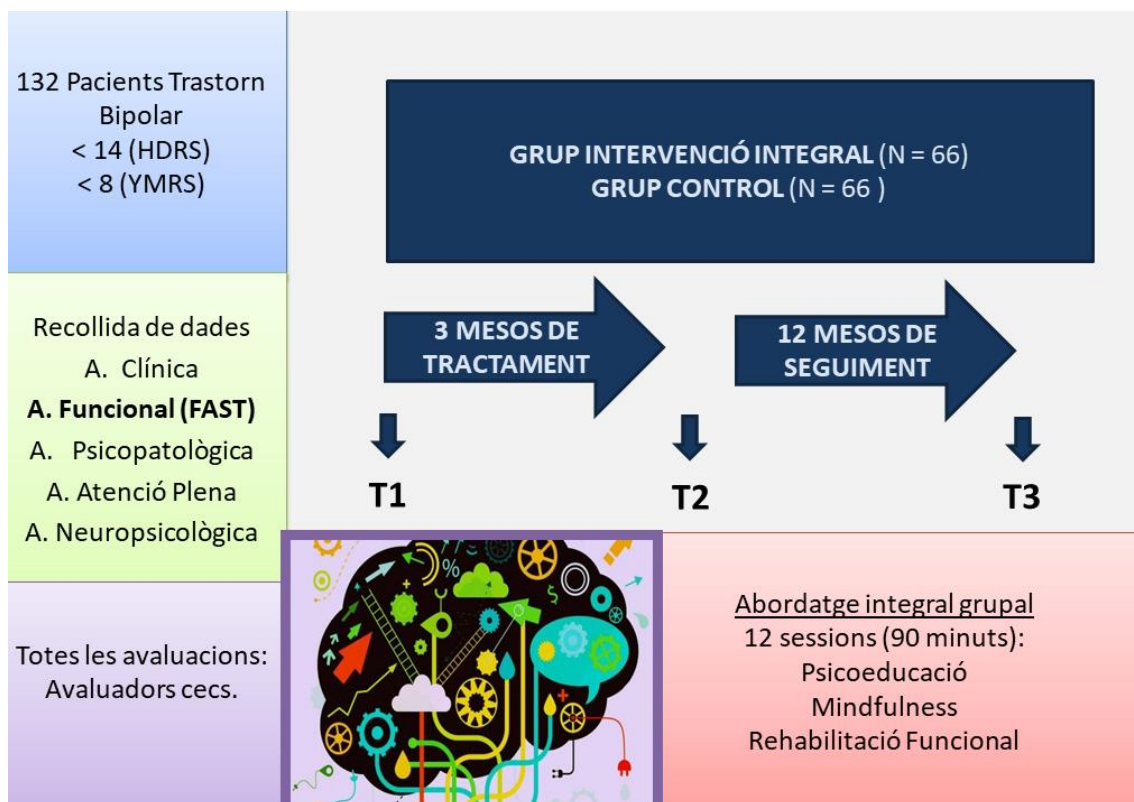 132 Pacients Trastorn
Bipolar
< 14 (HDRS)
< 8 (YMRS)
GRUP INTERVENCIÓ INTEGRAL (N = 66)
GRUP CONTROL (N = 66 )
Recollida de dades
A. Clínica
A. Funcional (FAST)
A. Psicopatològica
A. Atenció Plena
A. Neuropsicològica
3 MESOS DE
TRACTAMENT
12 MESOS DE
SEGUIMENT
T1
T2
T3
Totes les avaluacions:
Avaluadors cecs.
%
$
Abordatge integral grupal
12 sessions (90 minuts):
Psicoeducació
Mindfulness
Rehabilitació Funcional